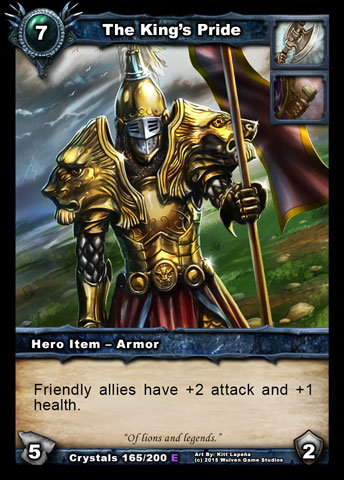 7
The King's Pride
Hero Item – Armor
Friendly allies have +2 attack and +1
health.
"Of lions and legends."
5
Crystals 165/200 E
Art By: Kitt Lapeña
(c) 2015 Wulven Game Studios
2